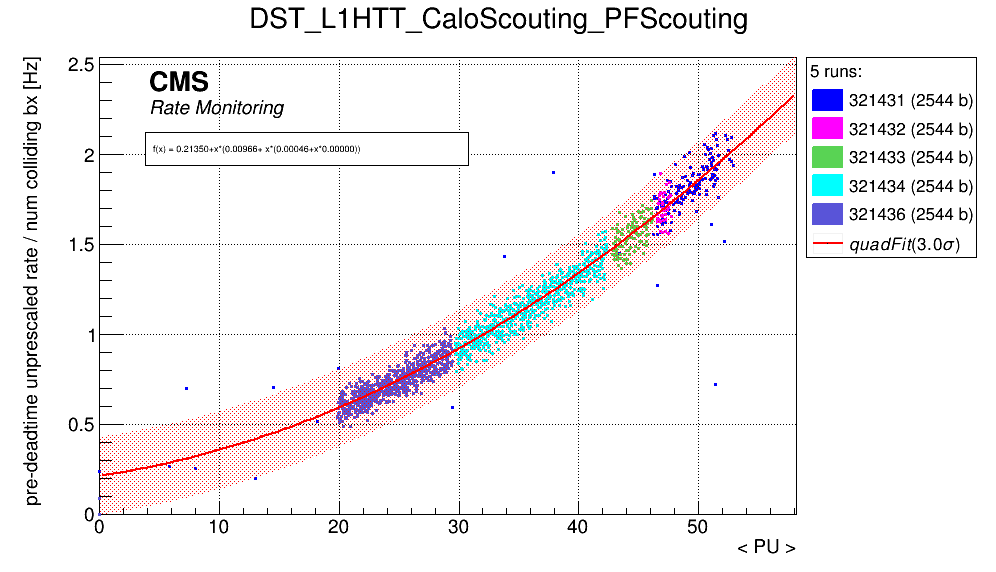 DST_L1HTT_CaloScouting_PFScouting
pre-deadtime unprescaled rate / num colliding bx [Hz]
2.5
2
1.5
1
0.5
0
CMS
Rate Monitoring
f(x) = 0.21350+x*(0.00966+ x*(0.00046+x*0.00000))
0 10 20 30 40 50
< PU >
5 runs:
321431 (2544 b)
321432 (2544 b)
321433 (2544 b)
321434 (2544 b)
321436 (2544 b)
quadFit(3.0σ)